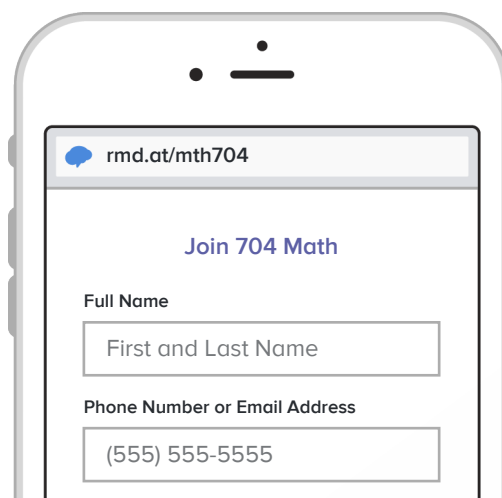 rmd.at/mth704
Join 704 Math
Full Name
First and Last Name
Phone Number or Email Address
(555) 555-5555